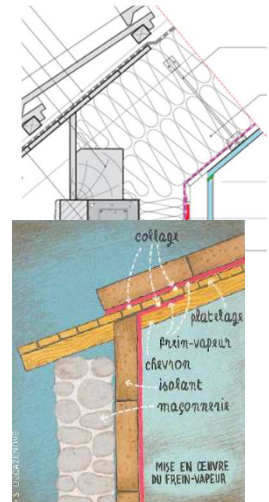 collage
platelage
frein-vapeur
chevron
isolant
maçonnerie
MISE EN ŒUVRE
DU FREIN-VAPEUR